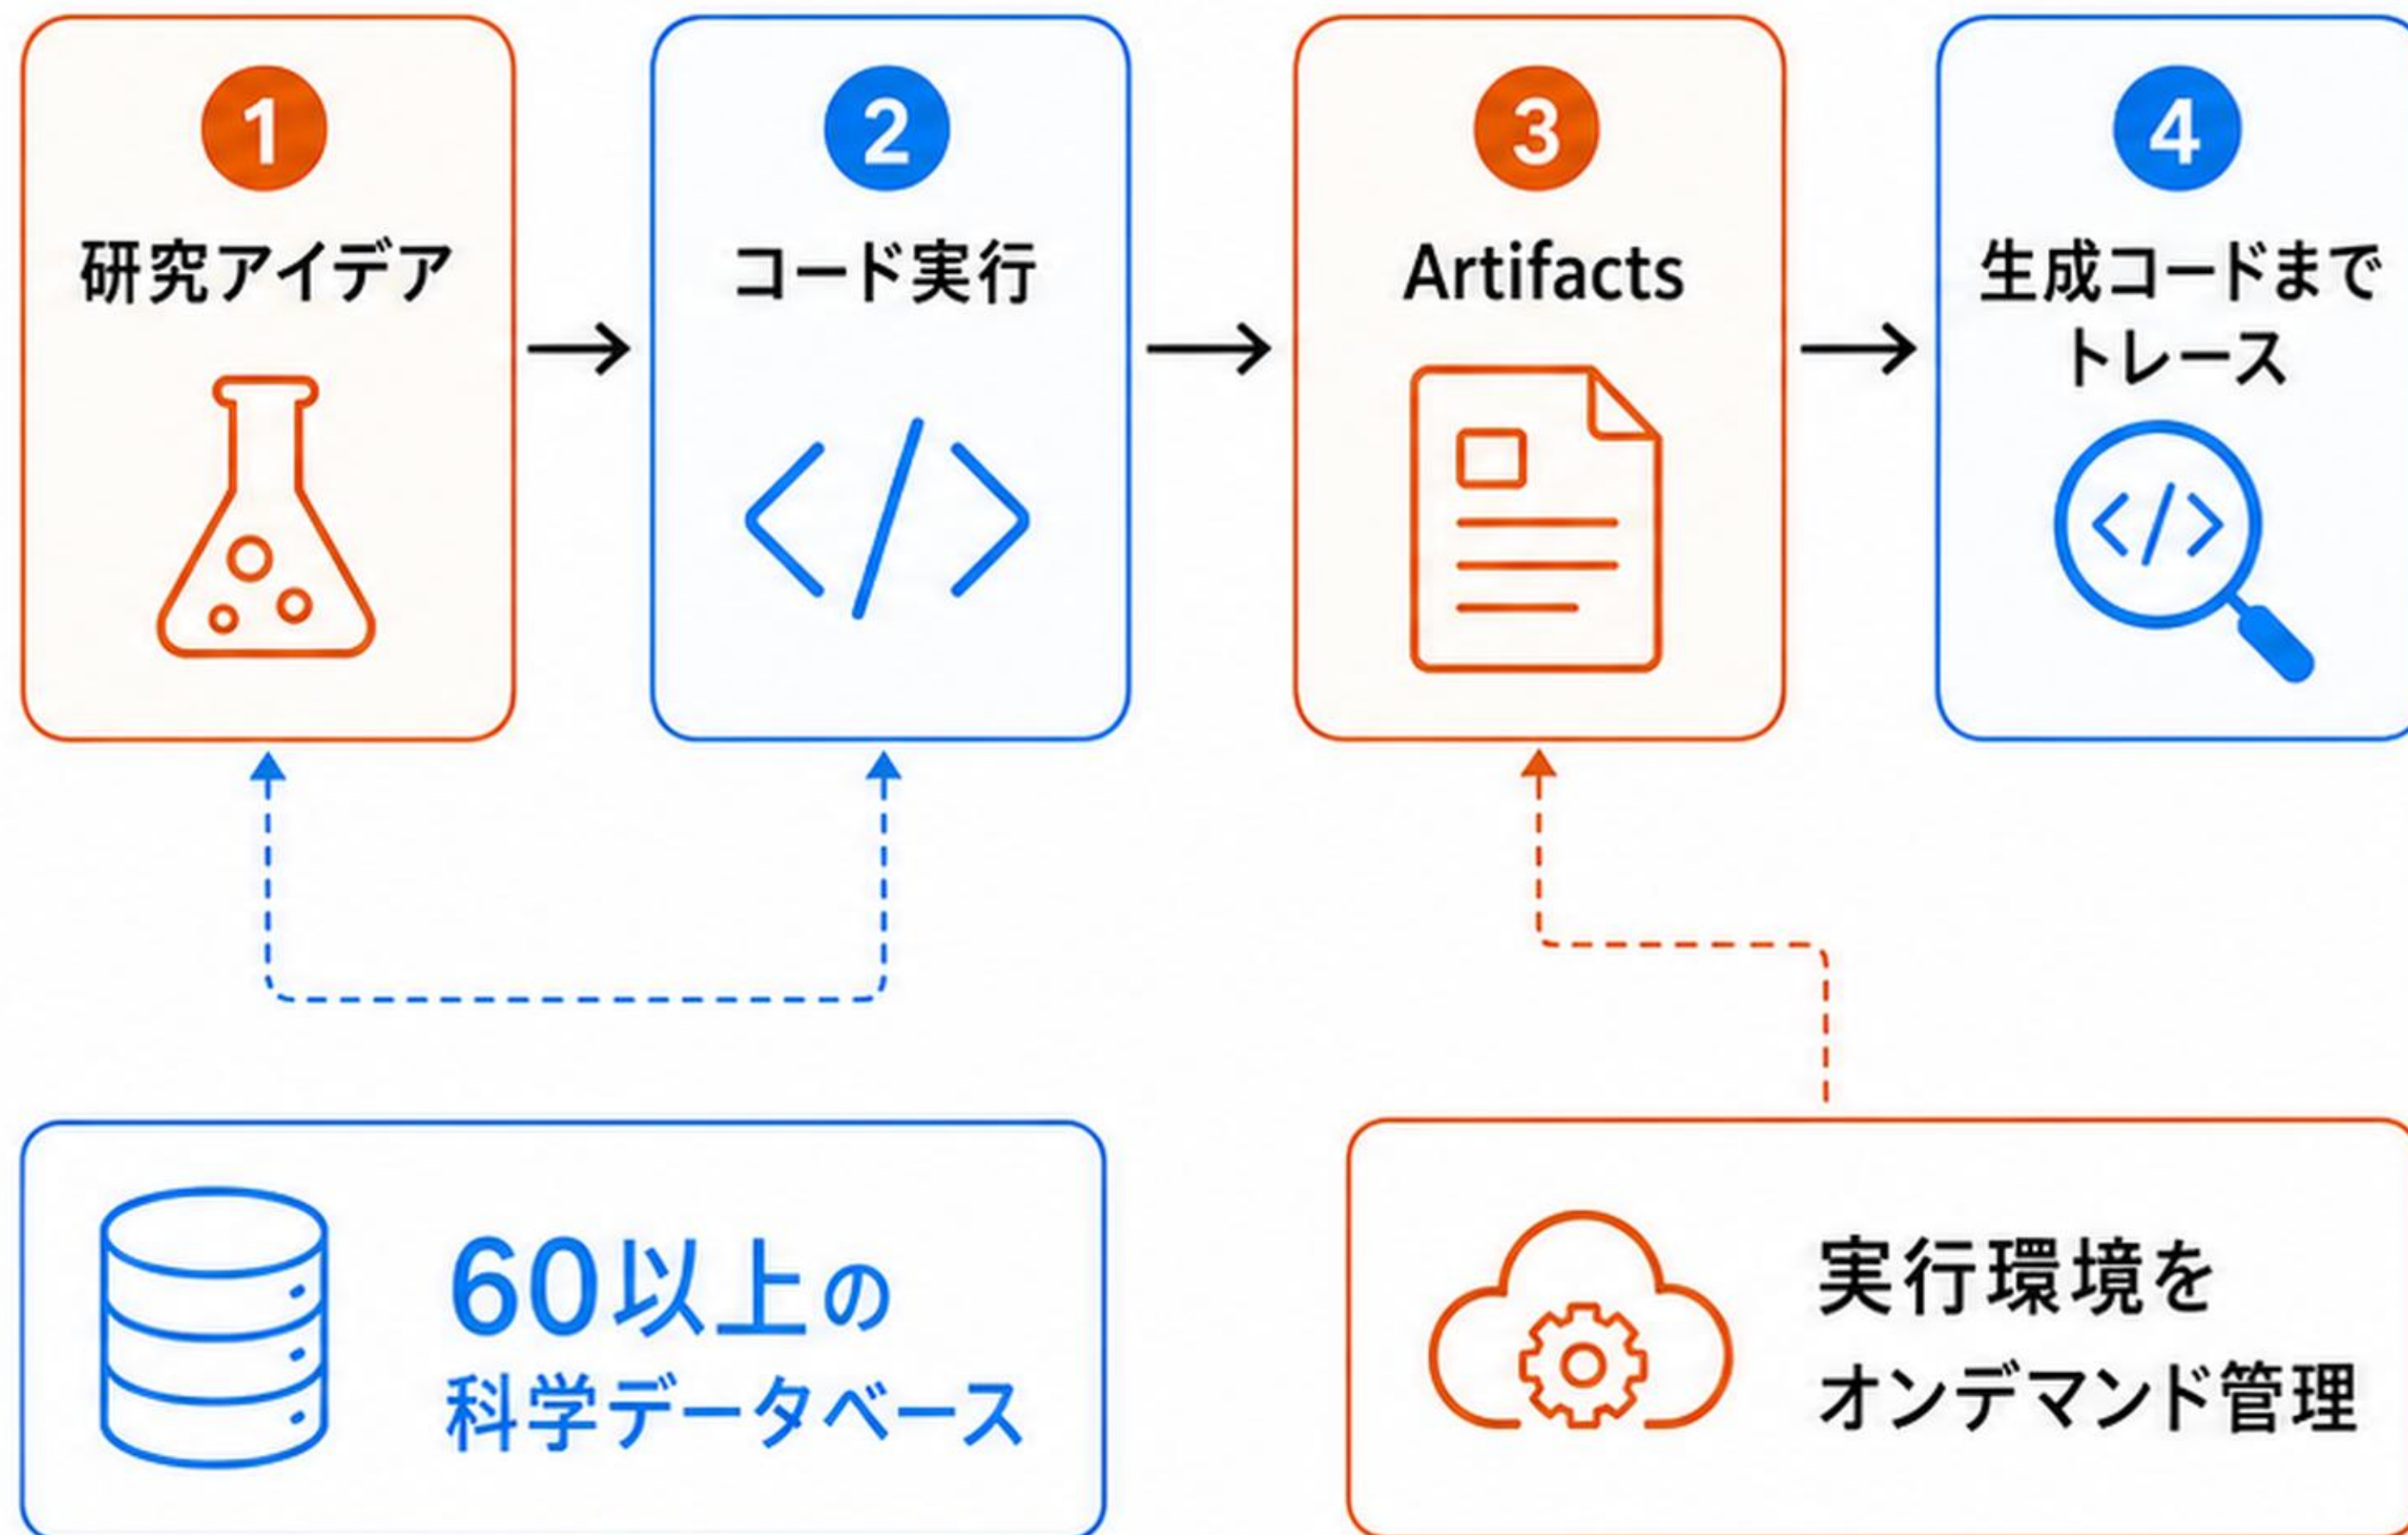 1
研究アイデア
2
コード実行
3
Artifacts
4
生成コードまで
トレース
60以上の
科学データベース
実行環境を
オンデマンド管理